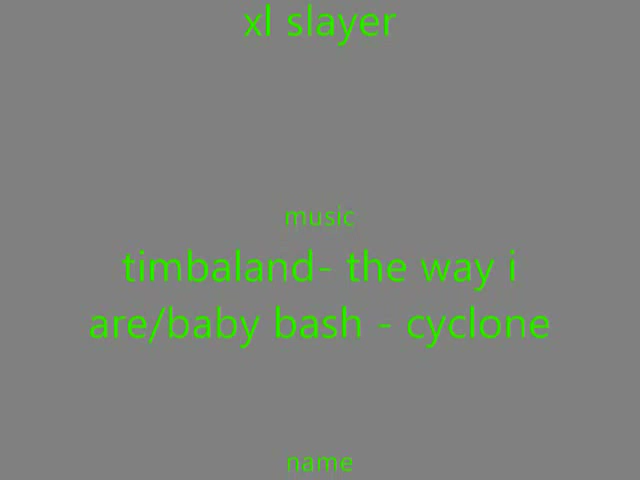 xl slayer
music
timbaland- the way i
are/baby bash - cyclone
name